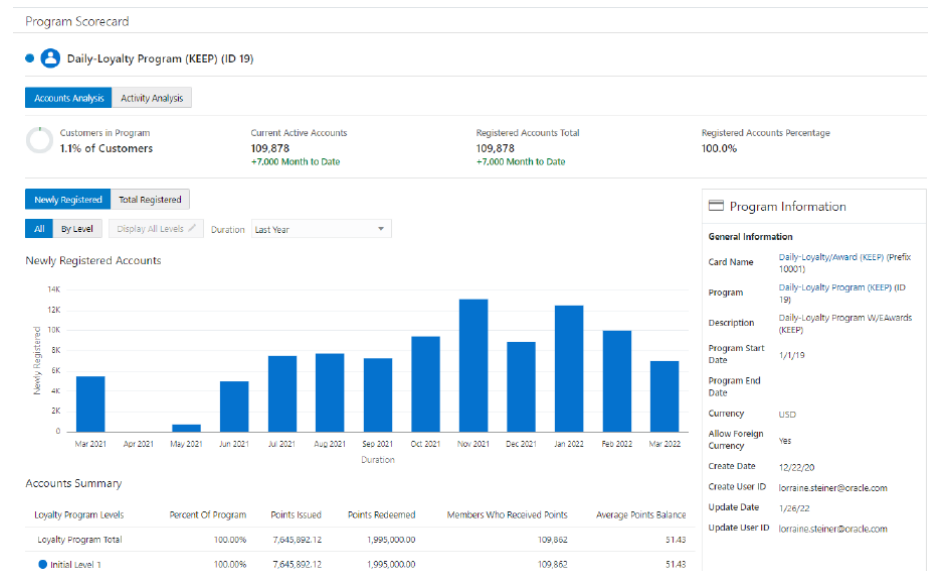 Program Scorecard
Daily-Loyalty Program (KEEP) (ID 19)
Accounts Analysis Activity Analysis
Customers in Program
1.1% of Customers
Current Active Accounts
109,878
+7,000 Month to Date
Registered Accounts Total
109,878
+7,000 Month to Date
Registered Accounts Percentage
100.0%
Newly Registered Total Registered
All By Level Display All Levels Duration Last Year
Newly Registered Accounts
Newly Registered
14K
12K
10K
8K
6K
4K
2K
0
Mar 2021 Apr 2021 May 2021 Jun 2021 Jul 2021 Aug 2021 Sep 2021 Oct 2021 Nov 2021 Dec 2021 Jan 2022 Feb 2022 Mar 2022
Duration
Accounts Summary
Loyalty Program Levels Percent Of Program Points Issued Points Redeemed Members Who Received Points Average Points Balance
Loyalty Program Total 100.00% 7,645,892.12 1,995,000.00 109,862 51.43
Initial Level 1 100.00% 7,645,892.12 1,995,000.00 109,862 51.43
Program Information
General Information
Card Name Daily-Loyalty/Award (KEEP) (Prefix
10001)
Program Daily-Loyalty Program (KEEP) (ID
19)
Description Daily-Loyalty Program W/EAwards
(KEEP)
Program Start
Date 1/1/19
Program End
Date
Currency USD
Allow Foreign
Currency Yes
Create Date 12/22/20
Create User ID lorraine.steiner@oracle.com
Update Date 1/26/22
Update User ID lorraine.steiner@oracle.com